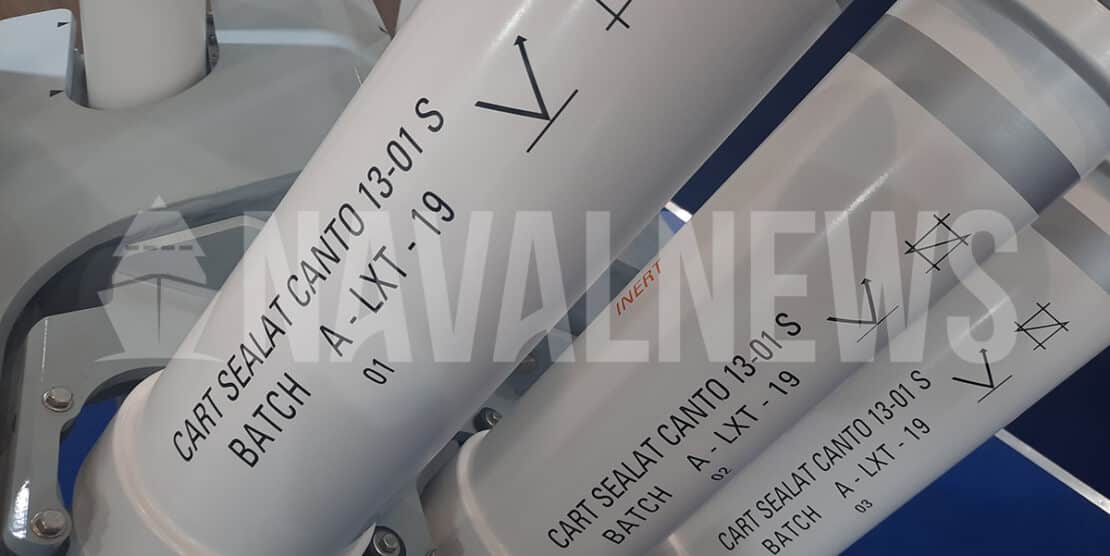 CART SEALAT CANTO 13-01 S
BATCH A - LXT - 19
01
INERT
CART SEALAT CANTO 13-01 S
BATCH A - LXT - 19
02
CART SEALAT CANTO 13-01 S
BATCH A - LXT - 19
03
NAVALNEWS